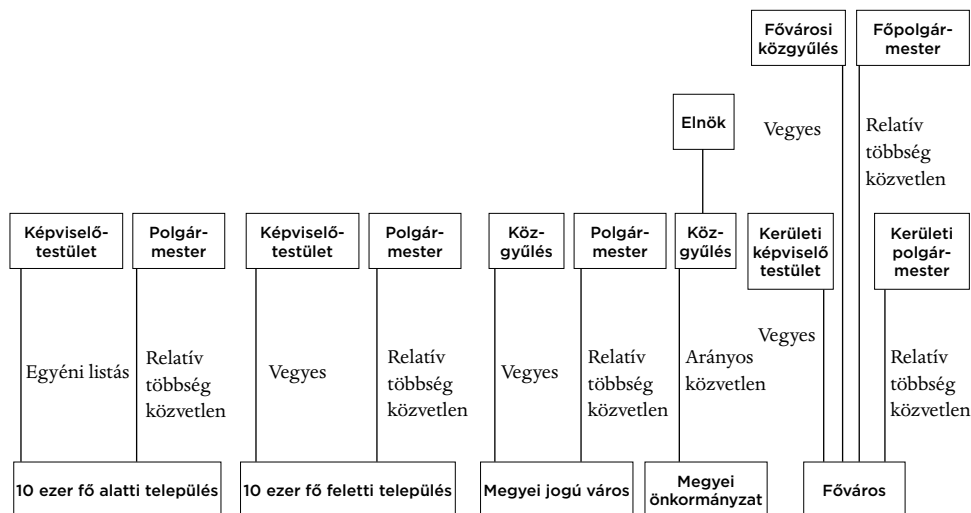 Fővárosi
közgyűlés
Főpolgár-
mester
Elnök
Vegyes
Relatív
többség
közvetlen
Képviselő-
testület
Polgár-
mester
Képviselő-
testület
Polgár-
mester
Köz-
gyűlés
Polgár-
mester
Köz-
gyűlés
Kerületi
képviselő
testület
Kerületi
polgár-
mester
Egyéni listás
Relatív
többség
közvetlen
Vegyes
Relatív
többség
közvetlen
Vegyes
Relatív
többség
közvetlen
Arányos
közvetlen
Vegyes
Relatív
többség
közvetlen
10 ezer fő alatti település
10 ezer fő feletti település
Megyei jogú város
Megyei
önkormányzat
Főváros